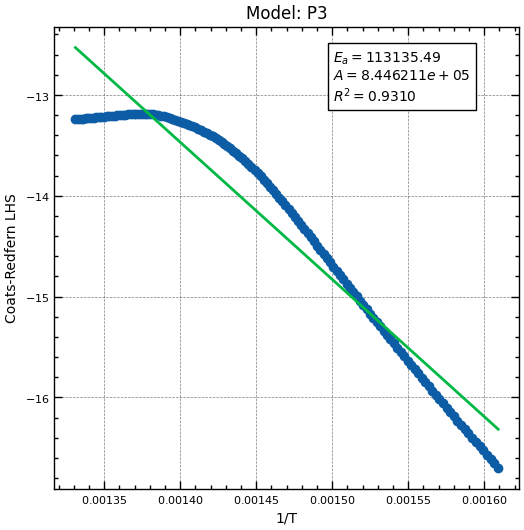 Model: P3
E_a = 113135.49
A = 8.446211e + 05
R² = 0.9310
−13
−14
−15
−16
Coats-Redfern LHS
0.00135 0.00140 0.00145 0.00150 0.00155 0.00160
1/T